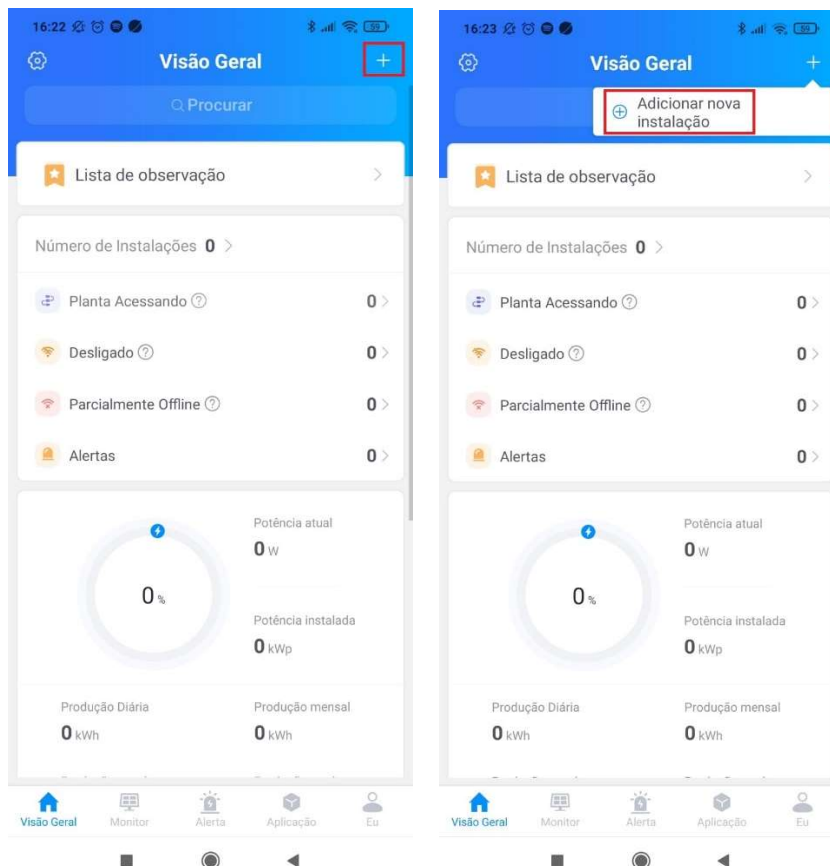 16:22
59
Visão Geral
+
Procurar
Lista de observação
Número de Instalações 0
Planta Acessando ? 0
Desligado ? 0
Parcialmente Offline ? 0
Alertas 0
Potência atual
0 W
0 %
Potência instalada
0 kWp
Produção Diária
Produção mensal
0 kWh
0 kWh
Visão Geral
Monitor
Alerta
Aplicação
Eu
16:23
59
Visão Geral
+
Adicionar nova
instalação
Lista de observação
Número de Instalações 0
Planta Acessando ? 0
Desligado ? 0
Parcialmente Offline ? 0
Alertas 0
Potência atual
0 W
0 %
Potência instalada
0 kWp
Produção Diária
Produção mensal
0 kWh
0 kWh
Visão Geral
Monitor
Alerta
Aplicação
Eu